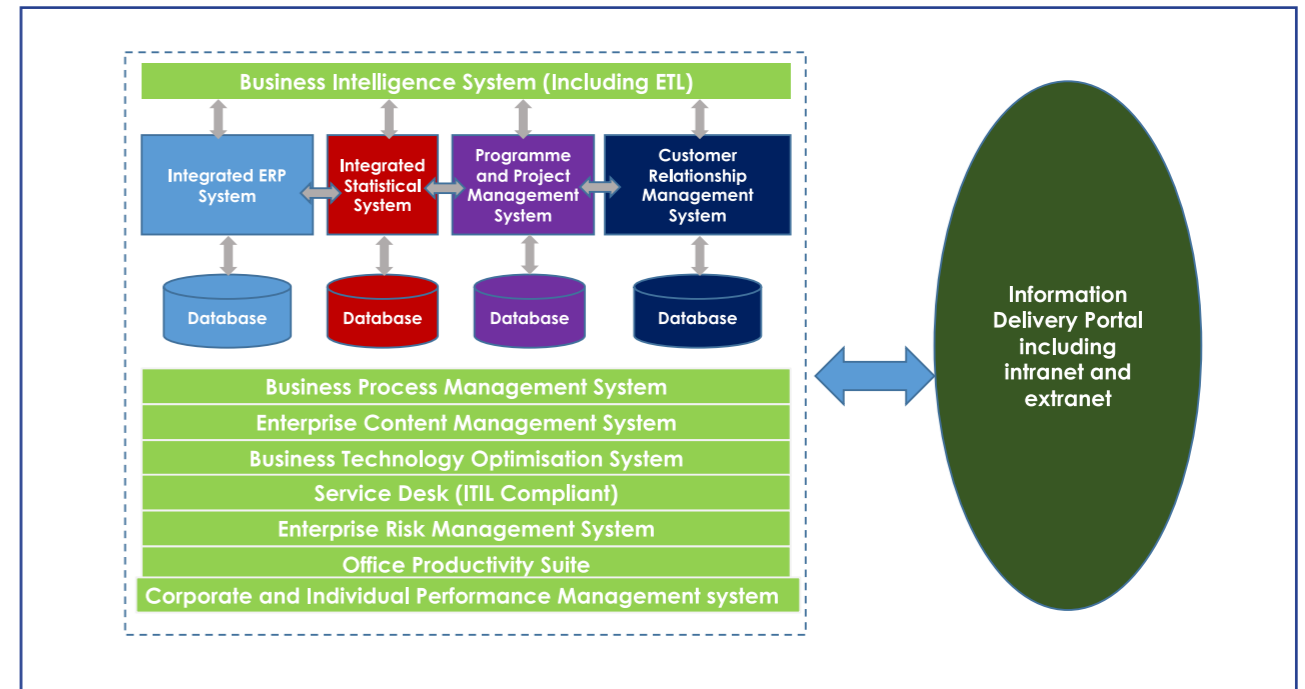 Business Intelligence System (Including ETL)
Integrated ERP
System
Integrated
Statistical
System
Programme
and Project
Management
System
Customer
Relationship
Management
System
Database
Database
Database
Database
Business Process Management System
Enterprise Content Management System
Business Technology Optimisation System
Service Desk (ITIL Compliant)
Enterprise Risk Management System
Office Productivity Suite
Corporate and Individual Performance Management system
Information
Delivery Portal
including
intranet and
extranet